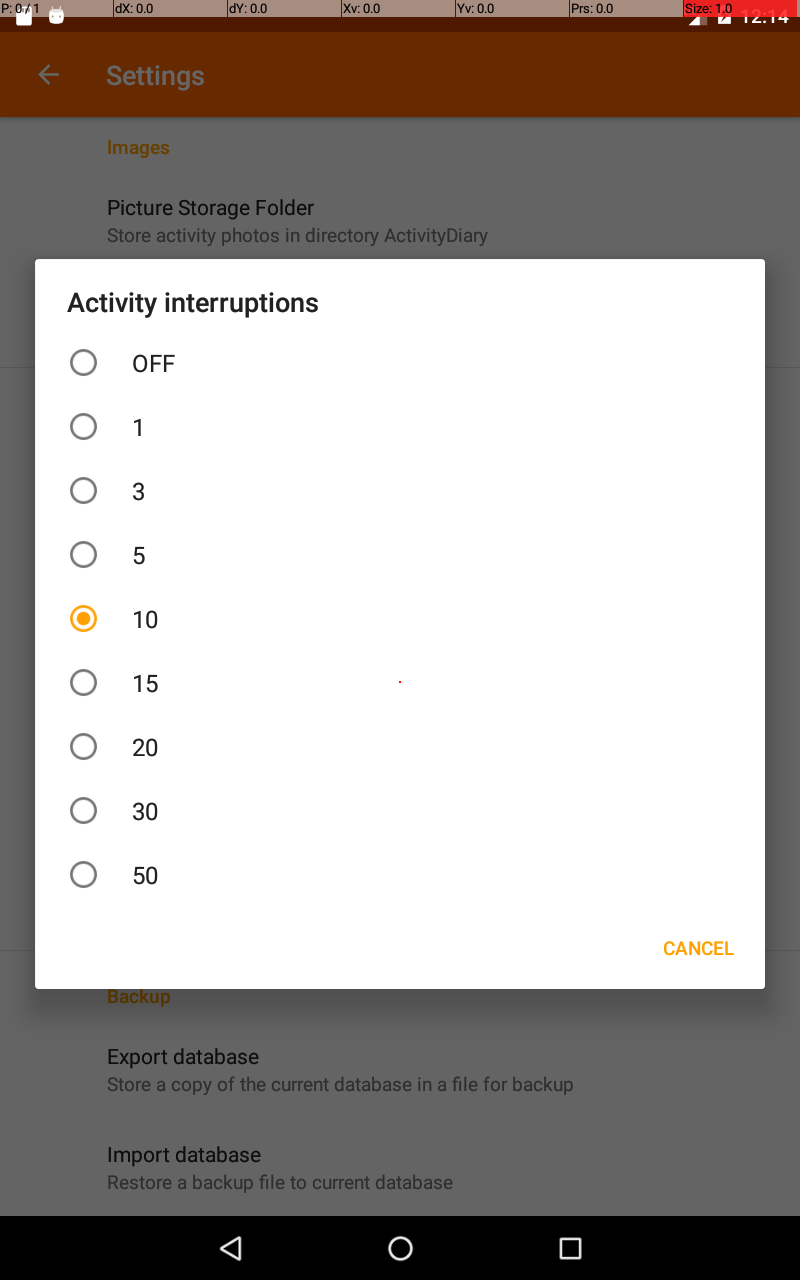 P: 0 / 1 dX: 0.0 dY: 0.0 Xv: 0.0 Yv: 0.0 Prs: 0.0 Size: 1.0
12:14
Settings
Images
Picture Storage Folder
Store activity photos in directory ActivityDiary
Activity interruptions
OFF
1
3
5
10
15
20
30
50
CANCEL
Backup
Export database
Store a copy of the current database in a file for backup
Import database
Restore a backup file to current database